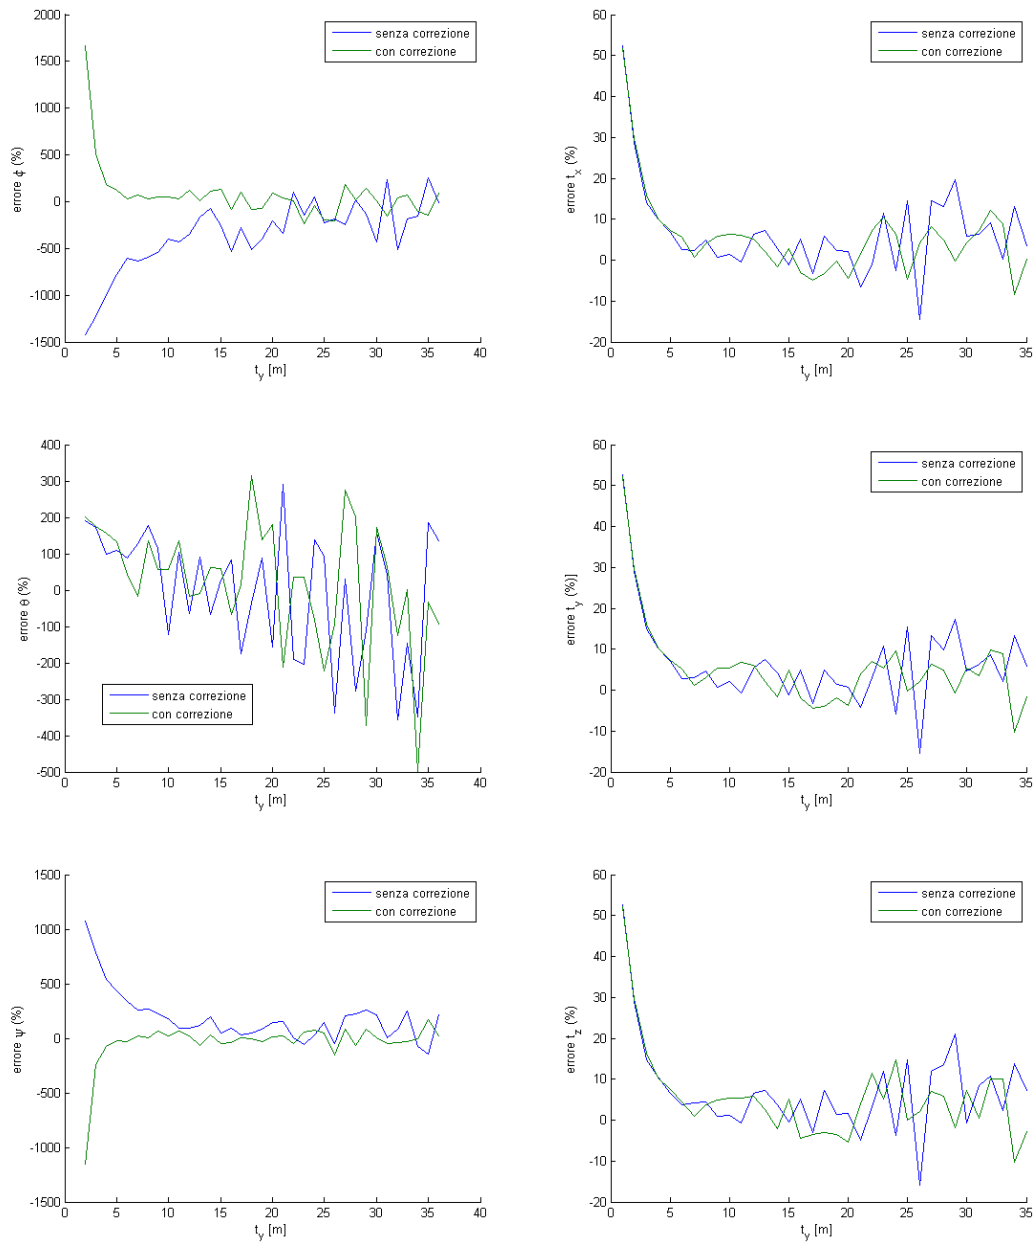 2000
1500
1000
500
0
-500
-1000
-1500
0 5 10 15 20 25 30 35 40
errore ϕ (%)
t_y [m]
senza correzione
con correzione
60
50
40
30
20
10
0
-10
-20
0 5 10 15 20 25 30 35
errore t_x (%)
t_y [m]
senza correzione
con correzione
400
300
200
100
0
-100
-200
-300
-400
-500
0 5 10 15 20 25 30 35 40
errore θ (%)
t_y [m]
senza correzione
con correzione
60
50
40
30
20
10
0
-10
-20
0 5 10 15 20 25 30 35
errore t_y (%)]
t_y [m]
senza correzione
con correzione
1500
1000
500
0
-500
-1000
-1500
0 5 10 15 20 25 30 35 40
errore ψ (%)
t_y [m]
senza correzione
con correzione
60
50
40
30
20
10
0
-10
-20
0 5 10 15 20 25 30 35
errore t_z (%)
t_y [m]
senza correzione
con correzione